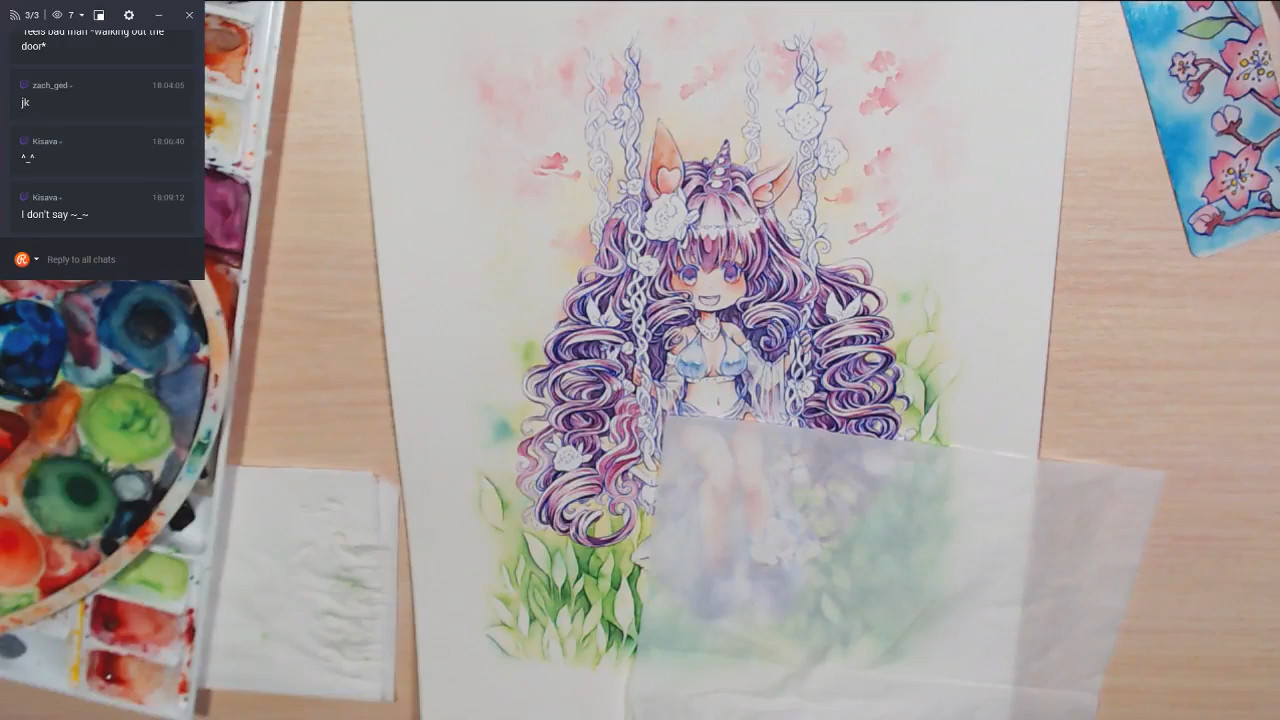 3/3 7
*feels bad man *walking out the
door*
zach_ged 18:04:05
jk
Kisava 18:06:40
^_^
Kisava 18:09:12
I don't say ~_~
Reply to all chats